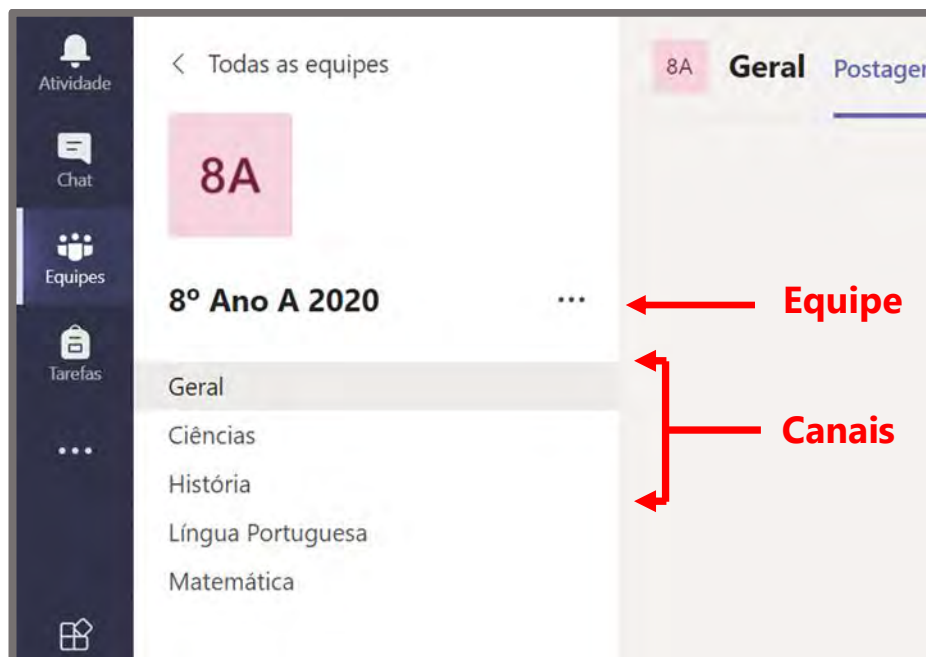 Atividade
Chat
Equipes
Tarefas
Todas as equipes
8A
8º Ano A 2020
Geral
Ciências
História
Língua Portuguesa
Matemática
8A
Geral
Equipe
Canais